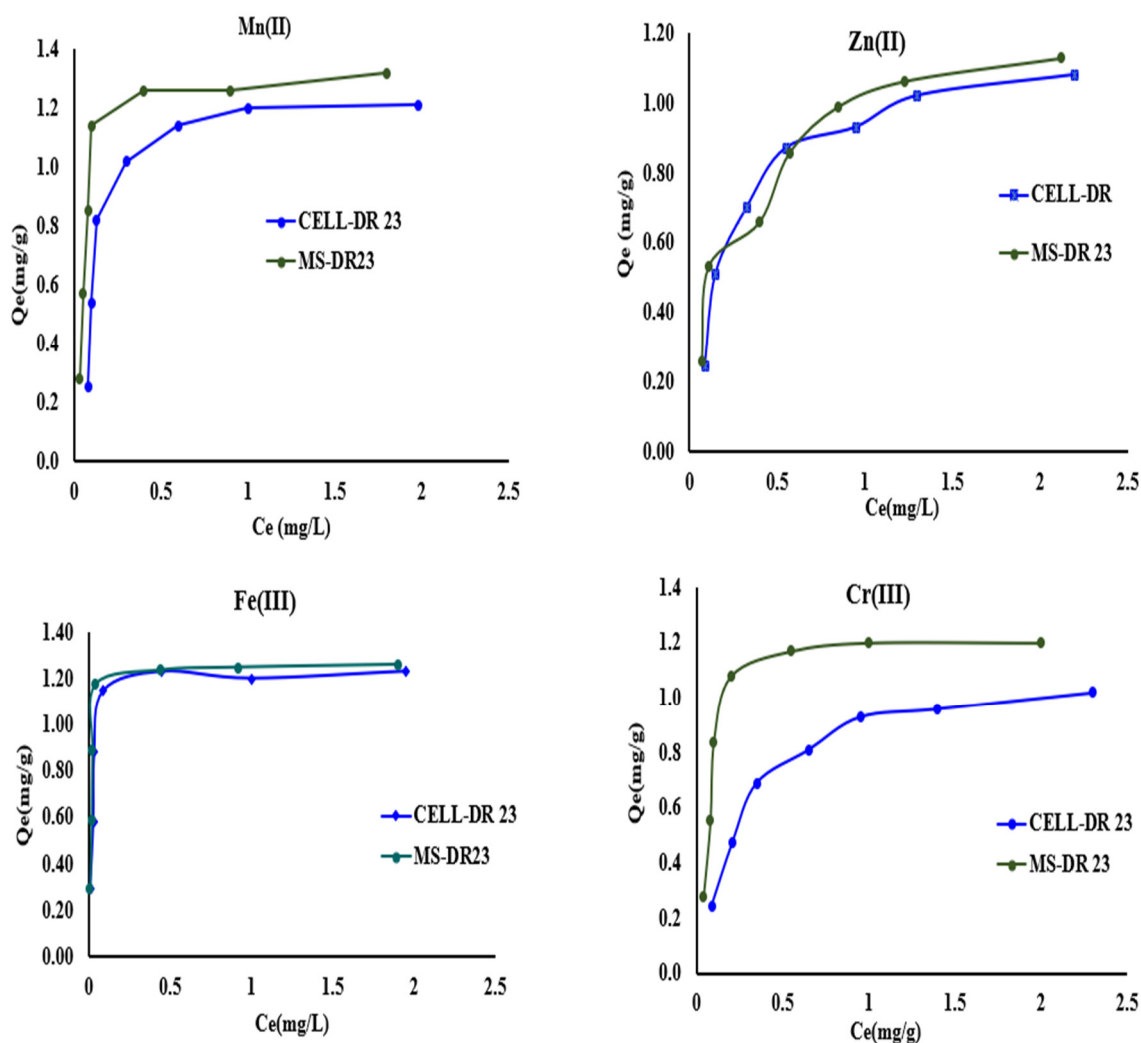 Mn(II)
1.4
1.2
1.0
0.8
0.6
0.4
0.2
0.0
Qe(mg/g)
0
0.5
1
1.5
2
2.5
Ce (mg/L)
CELL-DR 23
MS-DR23
Zn(II)
1.20
1.00
0.80
0.60
0.40
0.20
0.00
Qe (mg/g)
0
0.5
1
1.5
2
2.5
Ce(mg/L)
CELL-DR
MS-DR 23
Fe(III)
1.40
1.20
1.00
0.80
0.60
0.40
0.20
0.00
Qe(mg/g)
0
0.5
1
1.5
2
2.5
Ce(mg/L)
CELL-DR 23
MS-DR23
Cr(III)
1.4
1.2
1.0
0.8
0.6
0.4
0.2
0.0
Qe(mg/g)
0
0.5
1
1.5
2
2.5
Ce(mg/g)
CELL-DR 23
MS-DR 23